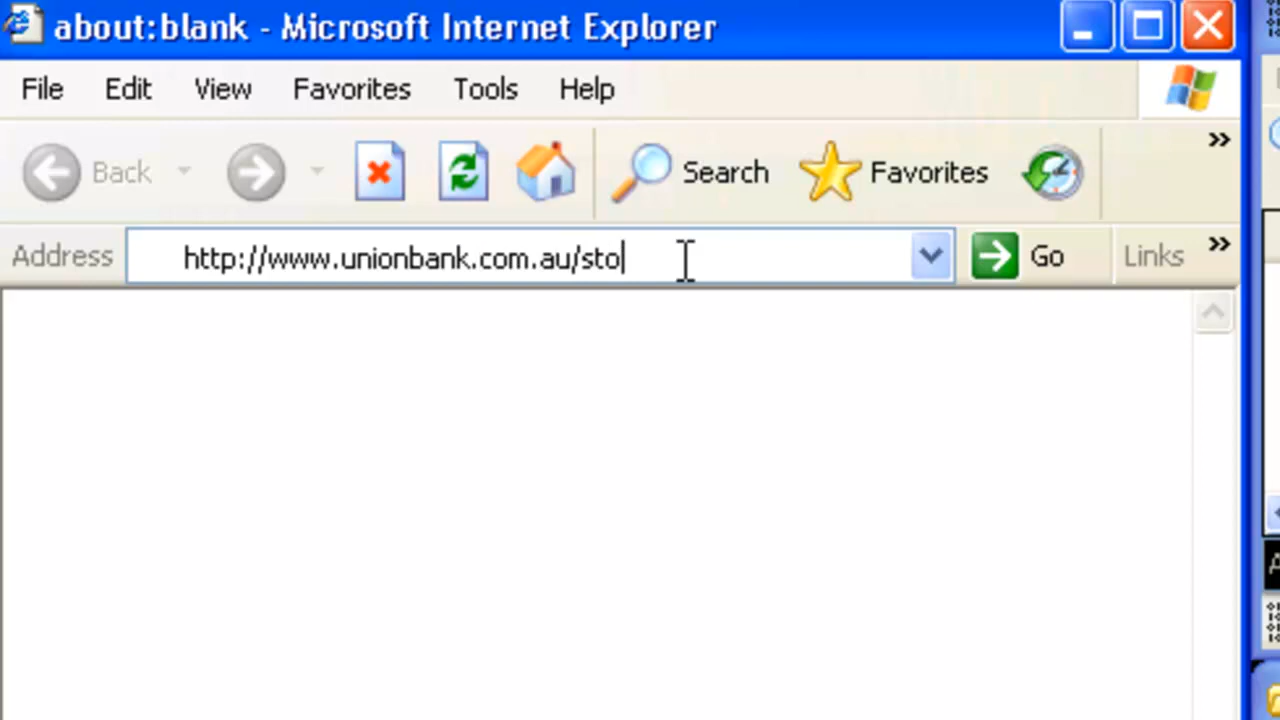 about:blank - Microsoft Internet Explorer
File Edit View Favorites Tools Help
Back Search Favorites »
Address http://www.unionbank.com.au/sto Go Links »